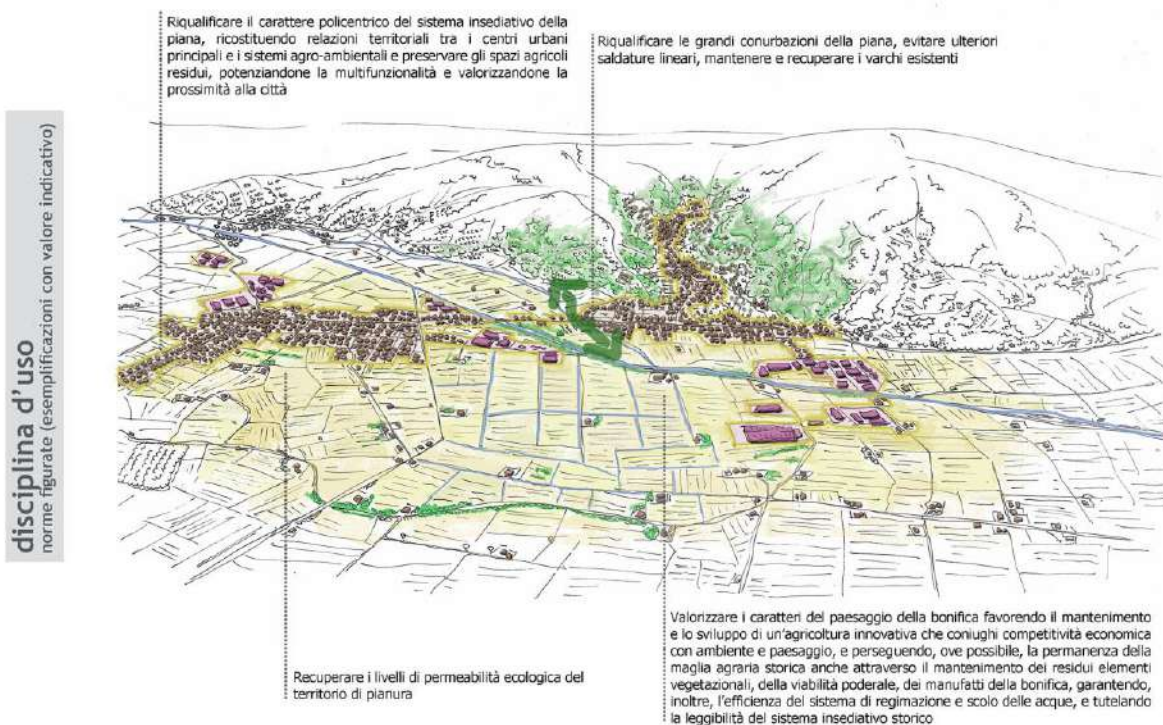 disciplina d'uso
norme figurate (esemplificazioni con valore indicativo)
Riqualificare il carattere policentrico del sistema insediativo della
piana, ricostituendo relazioni territoriali tra i centri urbani
principali e i sistemi agro-ambientali e preservare gli spazi agricoli
residui, potenziandone la multifunzionalità e valorizzandone la
prossimità alla città
Riqualificare le grandi conurbazioni della piana, evitare ulteriori
saldature lineari, mantenere e recuperare i varchi esistenti
Recuperare i livelli di permeabilità ecologica del
territorio di pianura
Valorizzare i caratteri del paesaggio della bonifica favorendo il mantenimento
e lo sviluppo di un'agricoltura innovativa che coniughi competitività economica
con ambiente e paesaggio, e perseguendo, ove possibile, la permanenza della
maglia agraria storica anche attraverso il mantenimento dei residui elementi
vegetazionali, della viabilità poderale, dei manufatti della bonifica, garantendo,
inoltre, l'efficienza del sistema di regimazione e scolo delle acque, e tutelando
la leggibilità del sistema insediativo storico